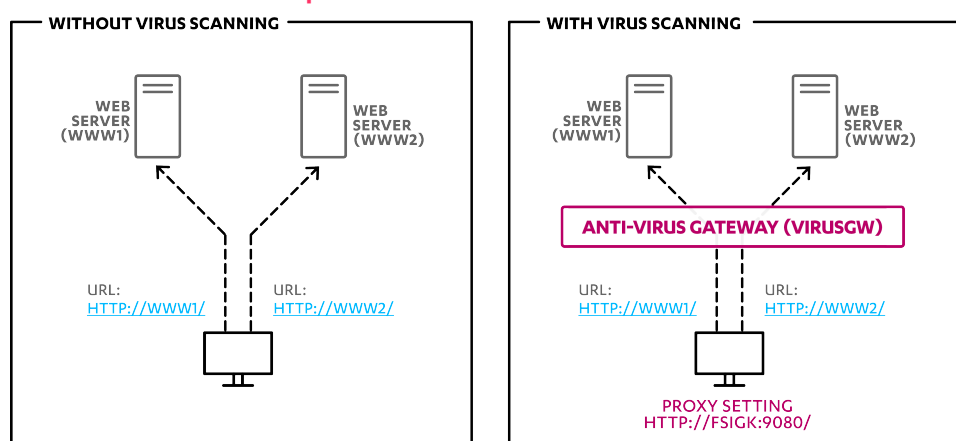 WITHOUT VIRUS SCANNING
WEB
SERVER
(WWW1)
WEB
SERVER
(WWW2)
URL:
HTTP://WWW1/
URL:
HTTP://WWW2/
WITH VIRUS SCANNING
WEB
SERVER
(WWW1)
WEB
SERVER
(WWW2)
ANTI-VIRUS GATEWAY (VIRUSGW)
URL:
HTTP://WWW1/
URL:
HTTP://WWW2/
PROXY SETTING
HTTP://FSIGK:9080/